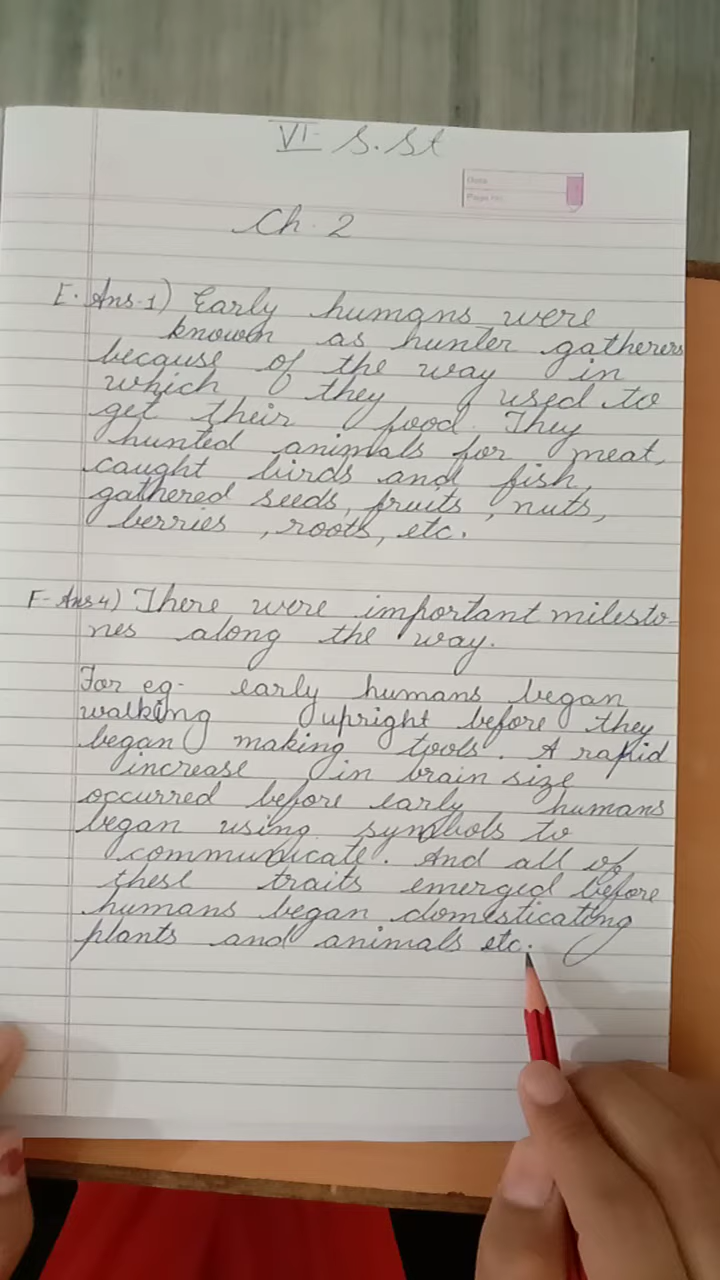 VI- S.St
Date
Page No.
Ch. 2
E. Ans-1) Early humans were
known as hunter gatherers
because of the way in
which they used to
get their food. They
hunted animals for meat,
caught birds and fish,
gathered seeds, fruits, nuts,
berries, roots, etc.
F- Ans 4) There were important milesto-
nes along the way.
For eg- early humans began
walking upright before they
began making tools. A rapid
increase in brain size
occurred before early humans
began using symbols to
communicate. And all of
these traits emerged before
humans began domesticating
plants and animals etc.